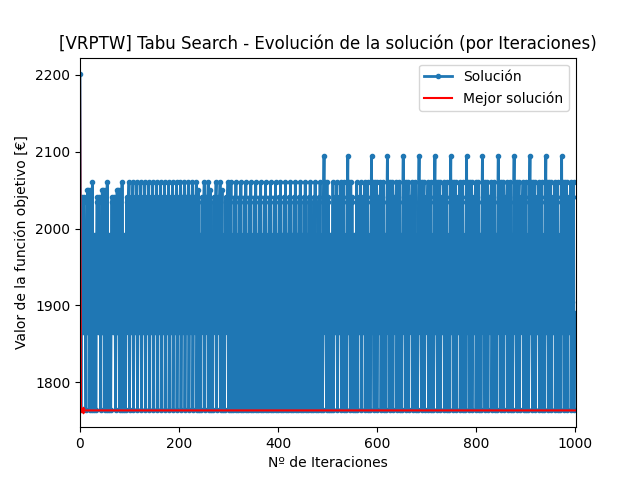 [VRPTW] Tabu Search - Evolución de la solución (por Iteraciones)
Solución
Mejor solución
Valor de la función objetivo [€]
2200
2100
2000
1900
1800
0 200 400 600 800 1000
Nº de Iteraciones